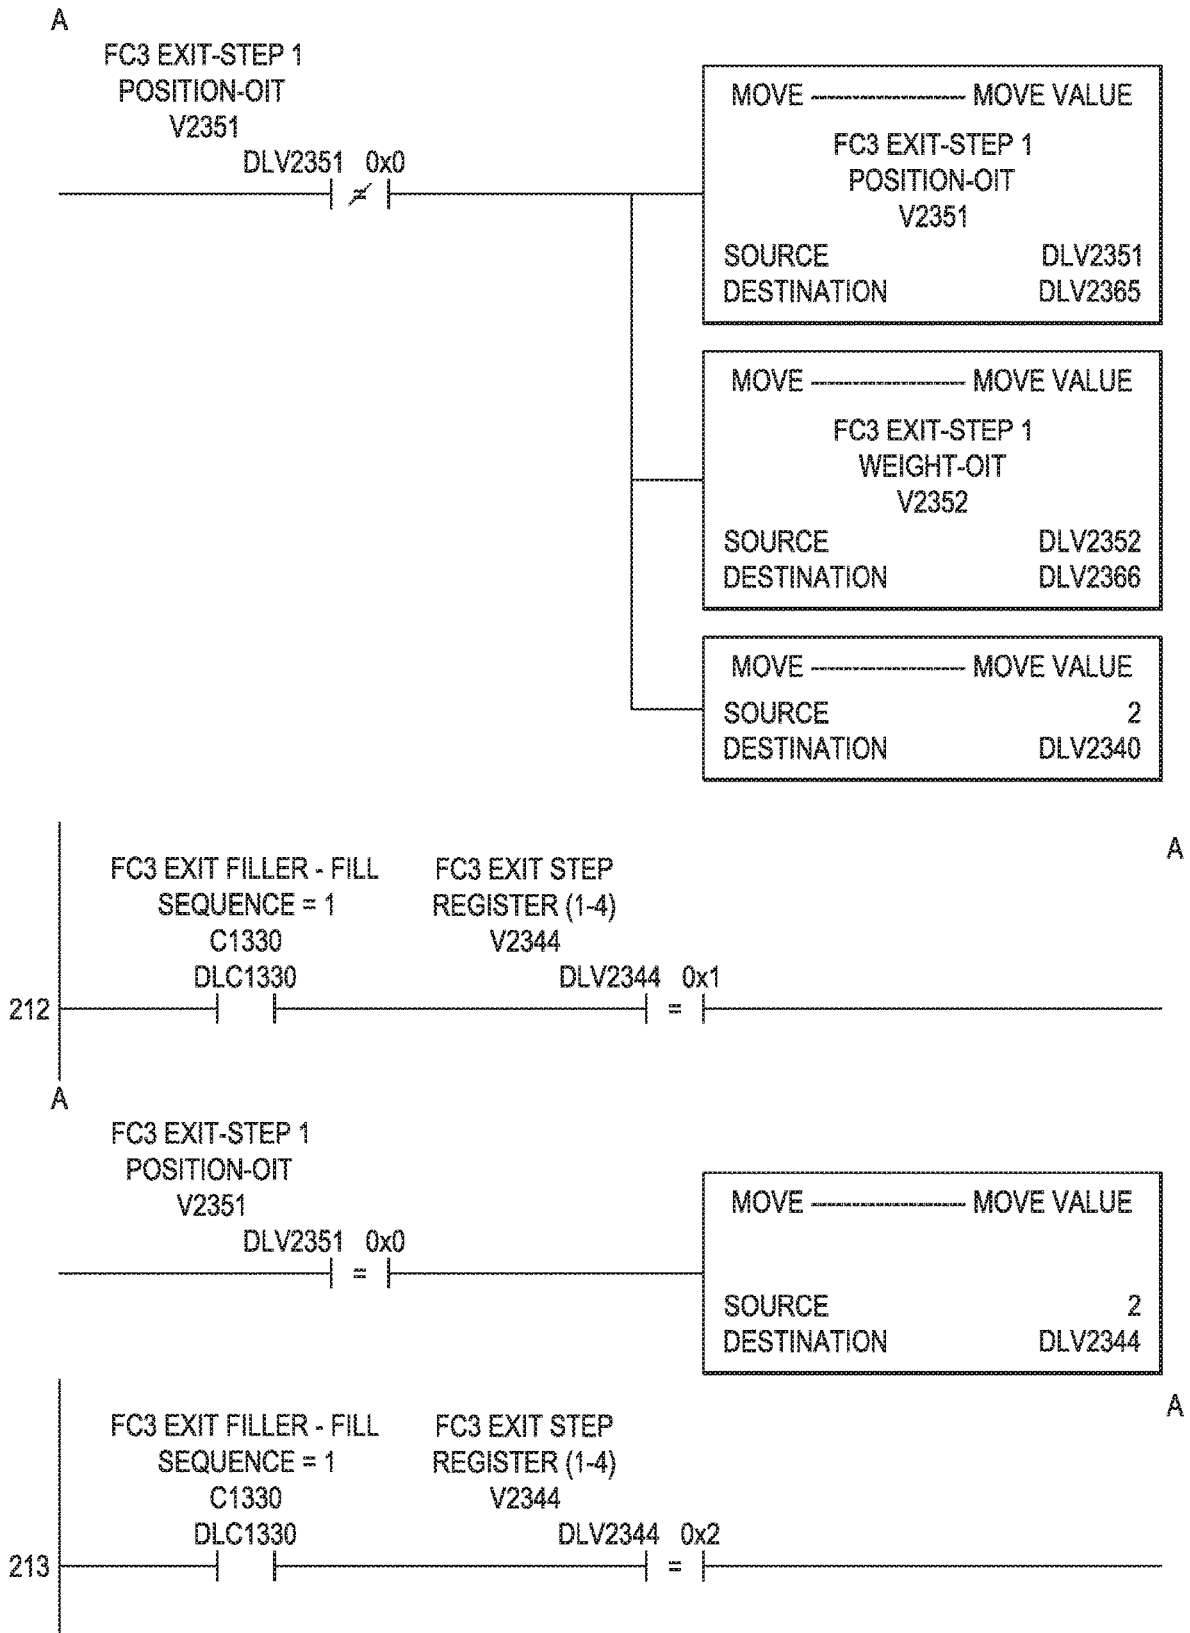 A
FC3 EXIT-STEP 1
POSITION-OIT
V2351
DLV2351 0x0
≠
MOVE ---------------- MOVE VALUE
FC3 EXIT-STEP 1
POSITION-OIT
V2351
SOURCE DLV2351
DESTINATION DLV2365
MOVE ---------------- MOVE VALUE
FC3 EXIT-STEP 1
WEIGHT-OIT
V2352
SOURCE DLV2352
DESTINATION DLV2366
MOVE ---------------- MOVE VALUE
SOURCE 2
DESTINATION DLV2340
A
FC3 EXIT FILLER - FILL
SEQUENCE = 1
C1330
DLC1330
FC3 EXIT STEP
REGISTER (1-4)
V2344
DLV2344 0x1
212
=
A
FC3 EXIT-STEP 1
POSITION-OIT
V2351
DLV2351 0x0
=
MOVE ---------------- MOVE VALUE
SOURCE 2
DESTINATION DLV2344
A
FC3 EXIT FILLER - FILL
SEQUENCE = 1
C1330
DLC1330
FC3 EXIT STEP
REGISTER (1-4)
V2344
DLV2344 0x2
213
=